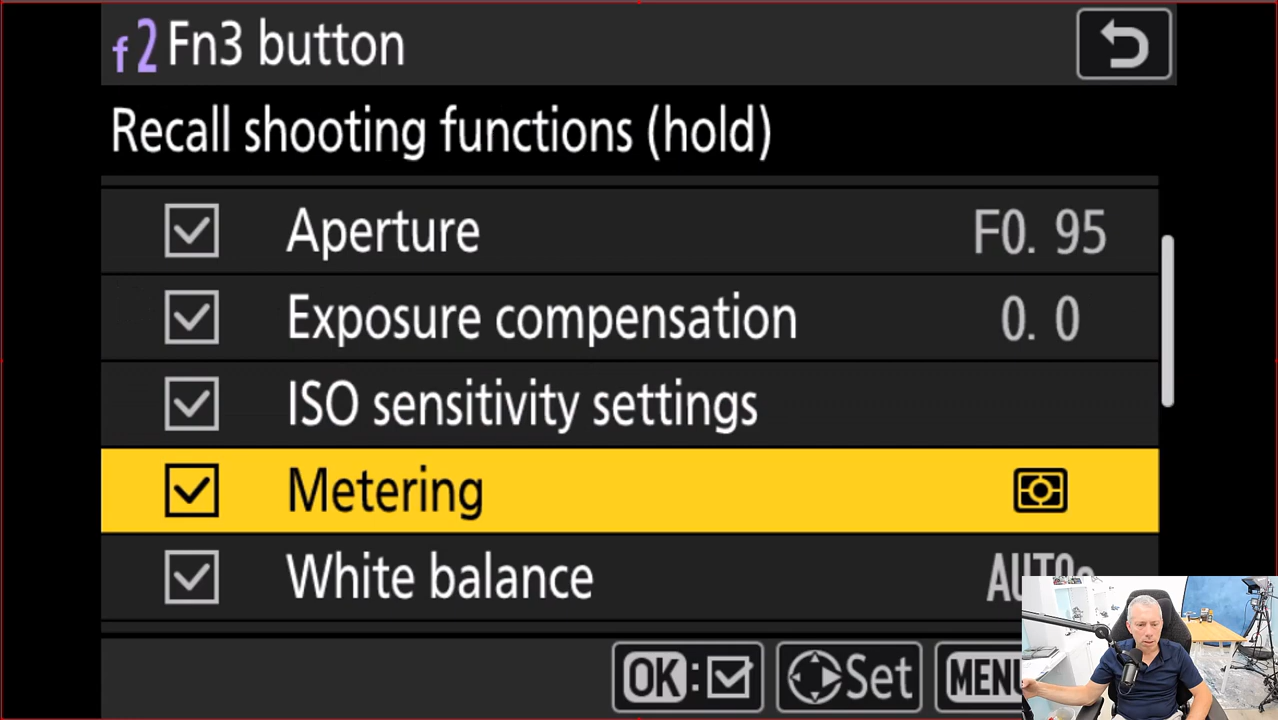 f2 Fn3 button
Recall shooting functions (hold)
Aperture F0. 95
Exposure compensation 0. 0
ISO sensitivity settings
Metering
White balance
OK: Set MENU